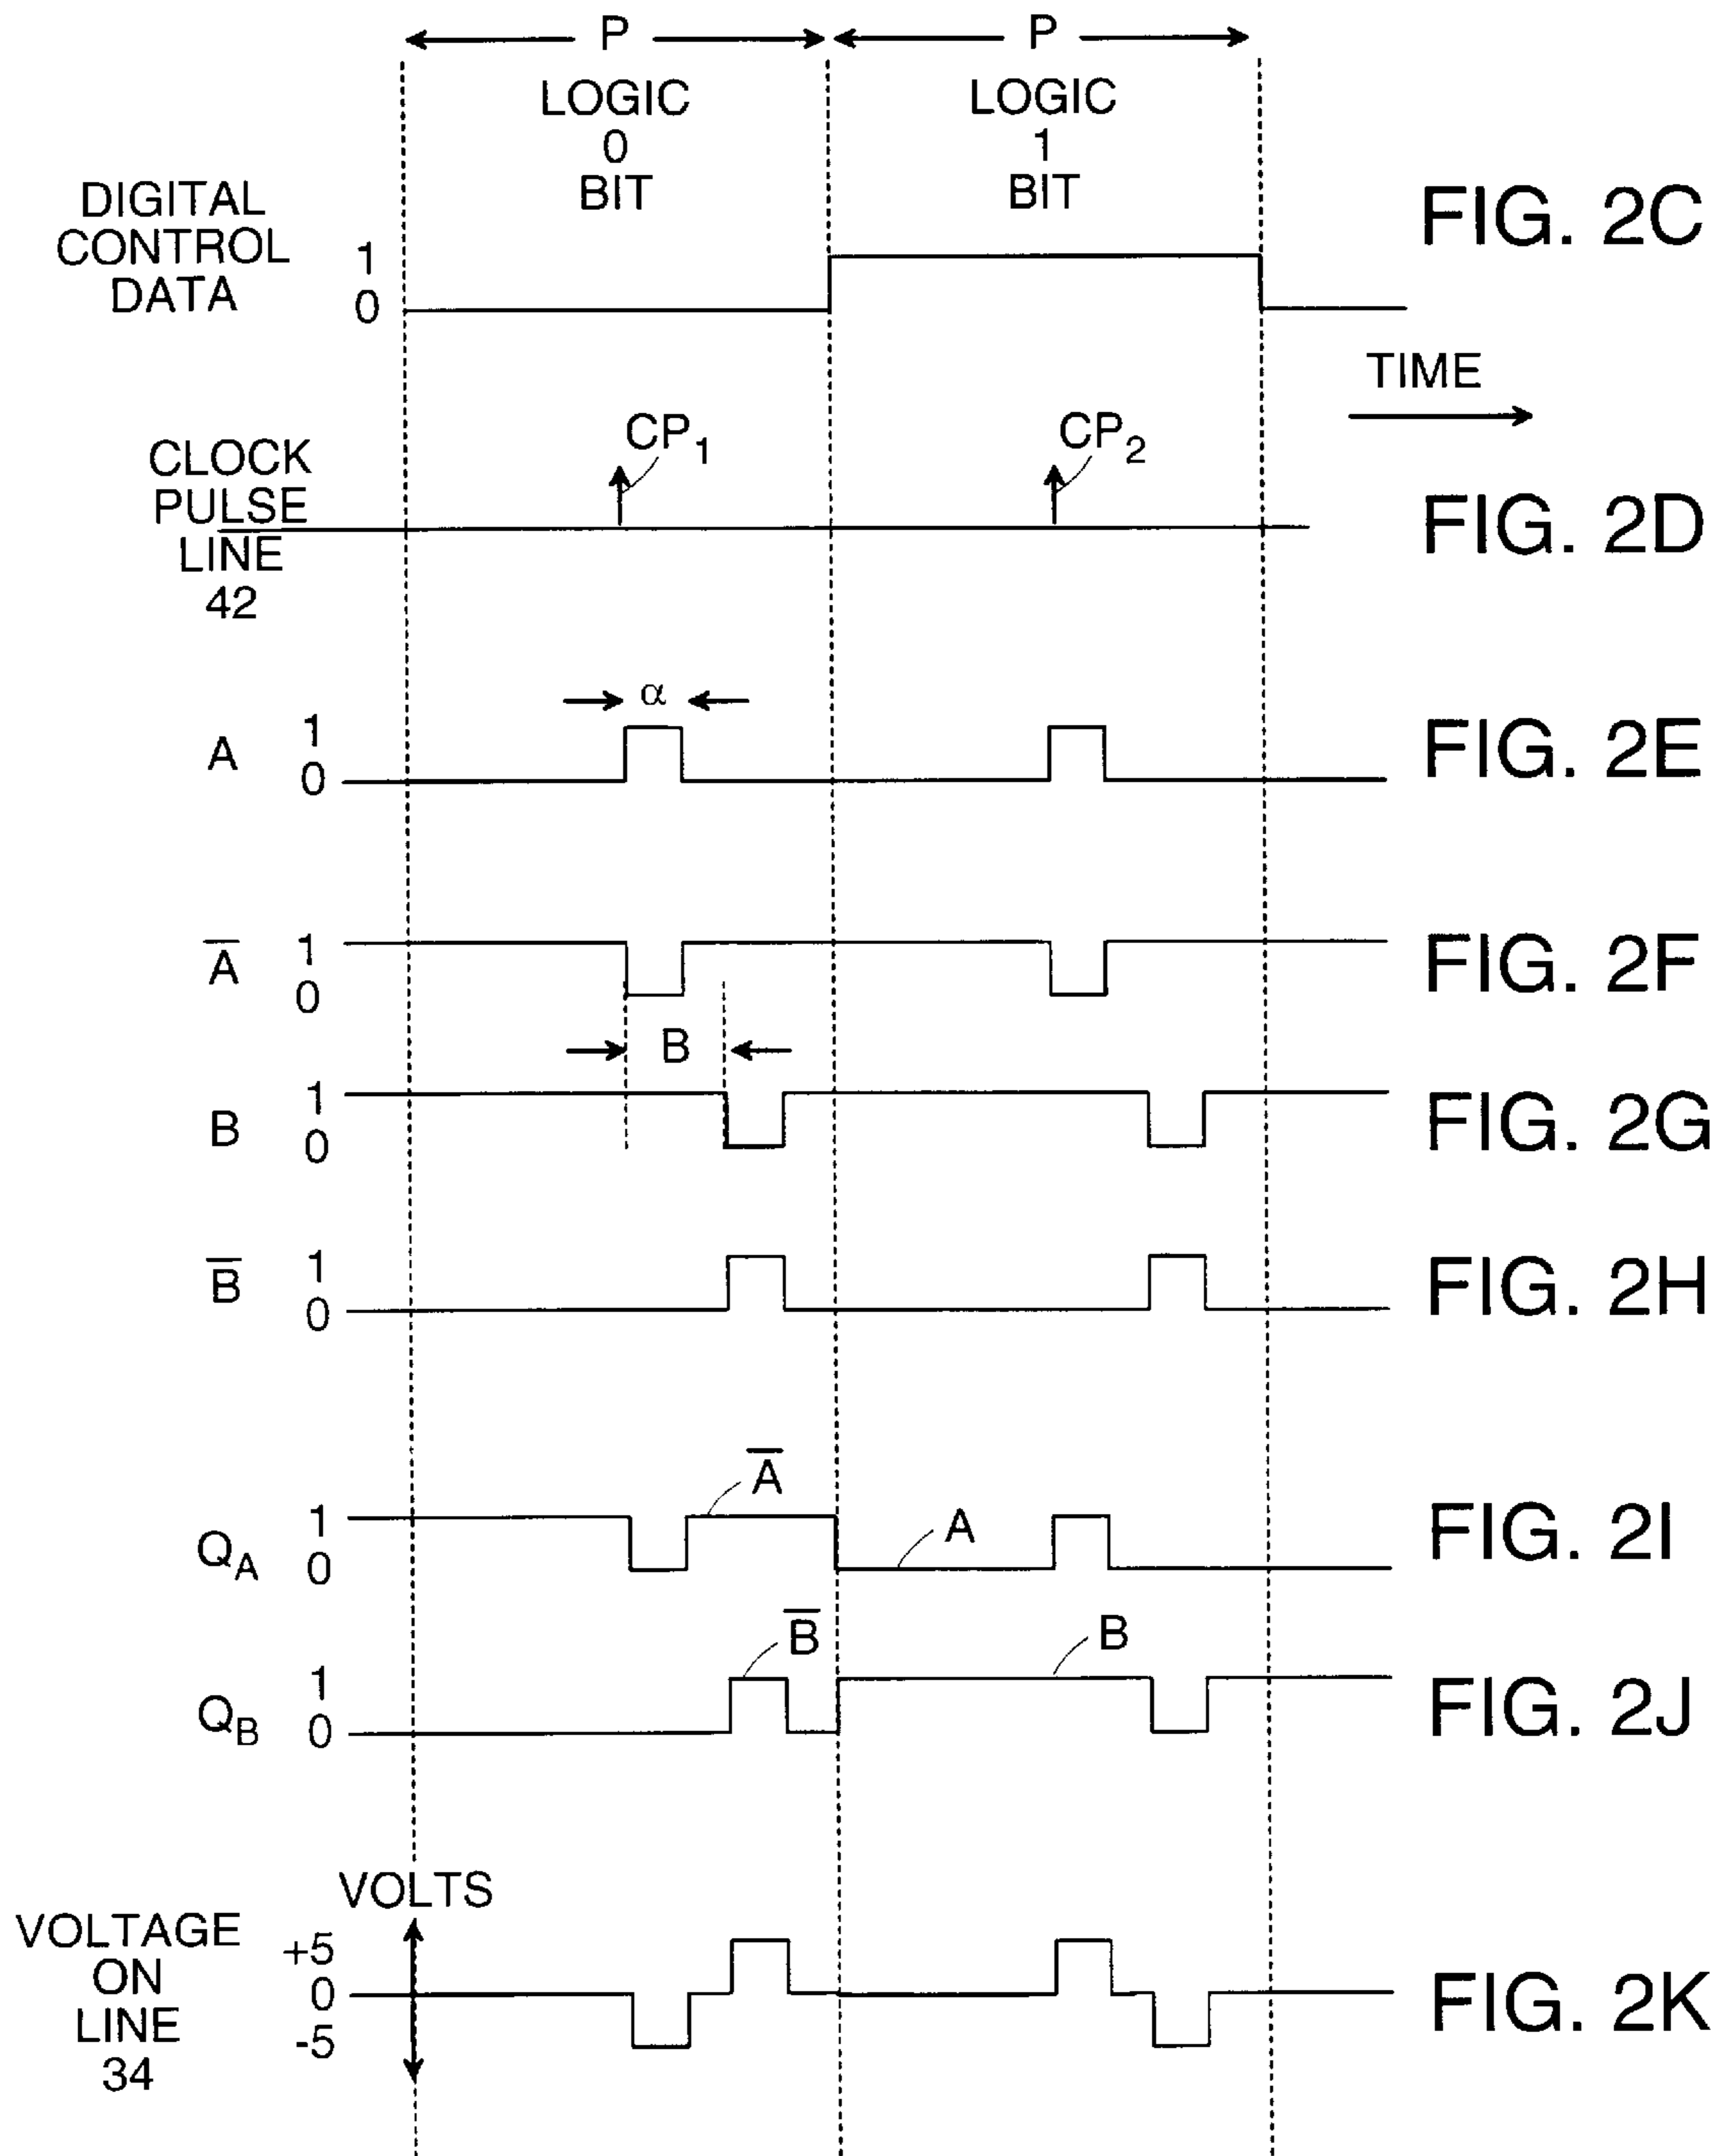 P P
LOGIC
0
BIT
LOGIC
1
BIT
DIGITAL
CONTROL
DATA
1
0
FIG. 2C
TIME
CLOCK
PULSE
LINE
42
CP1
CP2
FIG. 2D
α
A
1
0
FIG. 2E
A̅
1
0
FIG. 2F
B
B
1
0
FIG. 2G
B̅
1
0
FIG. 2H
QA
1
0
A̅
A
FIG. 2I
QB
1
0
B̅
B
FIG. 2J
VOLTS
VOLTAGE
ON
LINE
34
+5
0
-5
FIG. 2K